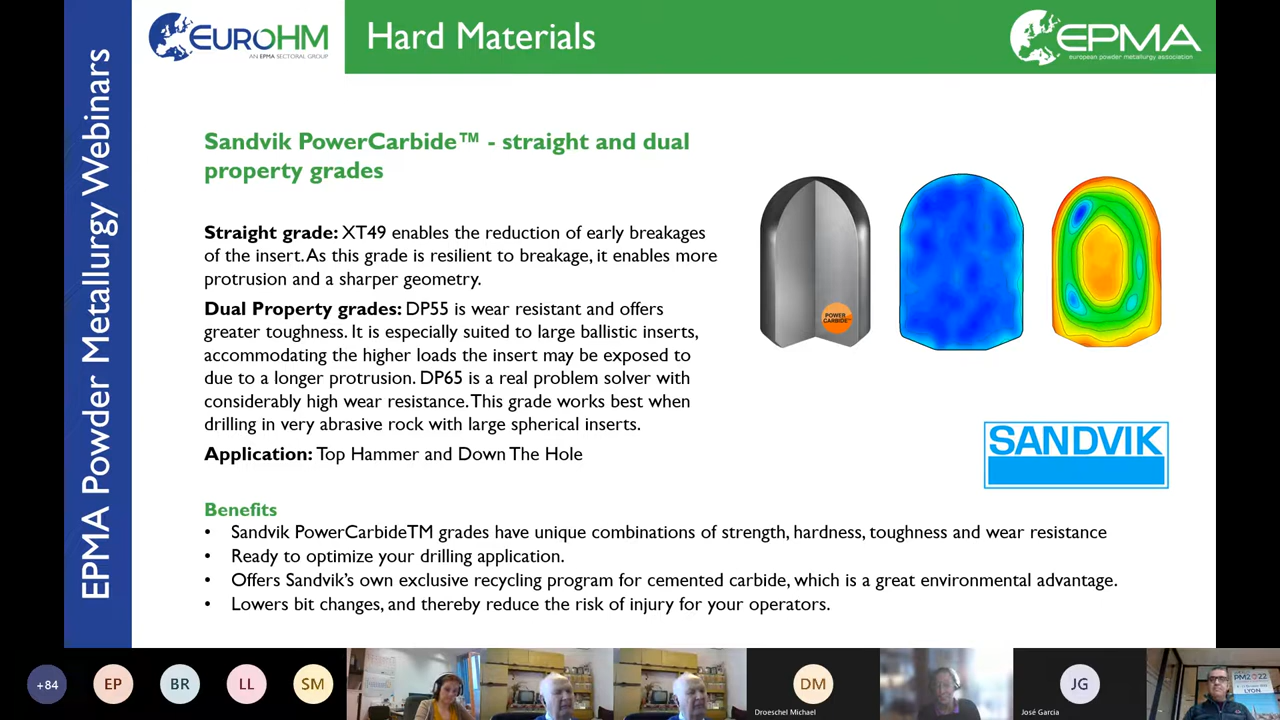 EPMA Powder Metallurgy Webinars
EUROHM
AN EPMA SECTORAL GROUP
Hard Materials
EPMA
european powder metallurgy association
Sandvik PowerCarbide™ - straight and dual
property grades
Straight grade: XT49 enables the reduction of early breakages
of the insert. As this grade is resilient to breakage, it enables more
protrusion and a sharper geometry.
Dual Property grades: DP55 is wear resistant and offers
greater toughness. It is especially suited to large ballistic inserts,
accommodating the higher loads the insert may be exposed to
due to a longer protrusion. DP65 is a real problem solver with
considerably high wear resistance. This grade works best when
drilling in very abrasive rock with large spherical inserts.
Application: Top Hammer and Down The Hole
POWER
CARBIDE™
SANDVIK
Benefits
• Sandvik PowerCarbideTM grades have unique combinations of strength, hardness, toughness and wear resistance
• Ready to optimize your drilling application.
• Offers Sandvik's own exclusive recycling program for cemented carbide, which is a great environmental advantage.
• Lowers bit changes, and thereby reduce the risk of injury for your operators.
+84
EP
BR
LL
SM
DM
Droeschel Michael
JG
José Garcia
PM2022
LYON